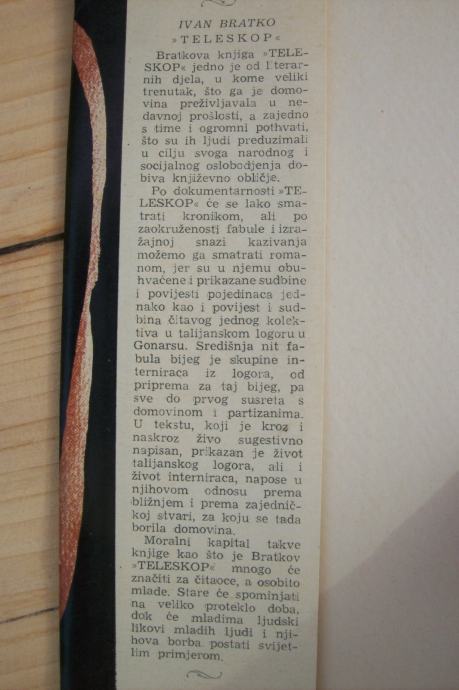 IVAN BRATKO
»TELESKOP«
Bratkova knjiga »TELE-
SKOP« jedno je od literar-
nih djela, u kome veliki
trenutak, što ga je domo-
vina preživljavala u ne-
davnoj prošlosti, a zajedno
s time i ogromni pothvati,
što su ih ljudi preduzimali
u cilju svoga narodnog i
socijalnog oslobodjenja do-
biva književno obličje.
Po dokumentarnosti »TE-
LESKOP« će se lako sma-
trati kronikom, ali po
zaokruženosti fabule i izra-
žajnoj snazi kazivanja
možemo ga smatrati roma-
nom, jer su u njemu obu-
hvaćene i prikazane sudbine
i povijesti pojedinaca jed-
nako kao i povijest i sud-
bina čitavog jednog kolek-
tiva u talijanskom logoru u
Gonarsu. Središnja nit fa-
bula bijeg je skupine in-
terniraca iz logora, od
priprema za taj bijeg, pa
sve do prvog susreta s
domovinom i partizanima.
U tekstu, koji je kroz i
naskroz živo sugestivno
napisan, prikazan je život
talijanskog logora, ali i
život interniraca, napose u
njihovom odnosu prema
bližnjem i prema zajednič-
koj stvari, za koju se tada
borila domovina.
Moralni kapital takve
knjige kao što je Bratkov
»TELESKOP« mnogo će
značiti za čitaoce, a osobito
mlade. Stare će spominjati
na veliko proteklo doba,
dok će mladima ljudski
likovi mladih ljudi i nji-
hova borba postati svijet-
lim primjerom.